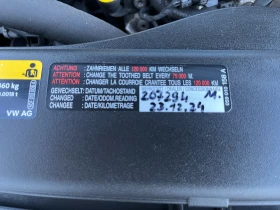 ACHTUNG : ZAHNRIEMEN ALLE 120 000 KM WECHSELN
ATTENTION : CHANGE THE TOOTHED BELT EVERY 75 000 M.
ATTENTION : CHANGER LA COURROIE CRANTEE TOUS LES 120 000 KM
GEWECHSELT : DATUM/TACHOSTAND
CHANGED : DATE/ODOM.READING
CHANGE : DATE/KILOMETRAGE
207294 M.
23.12.24
VW AG